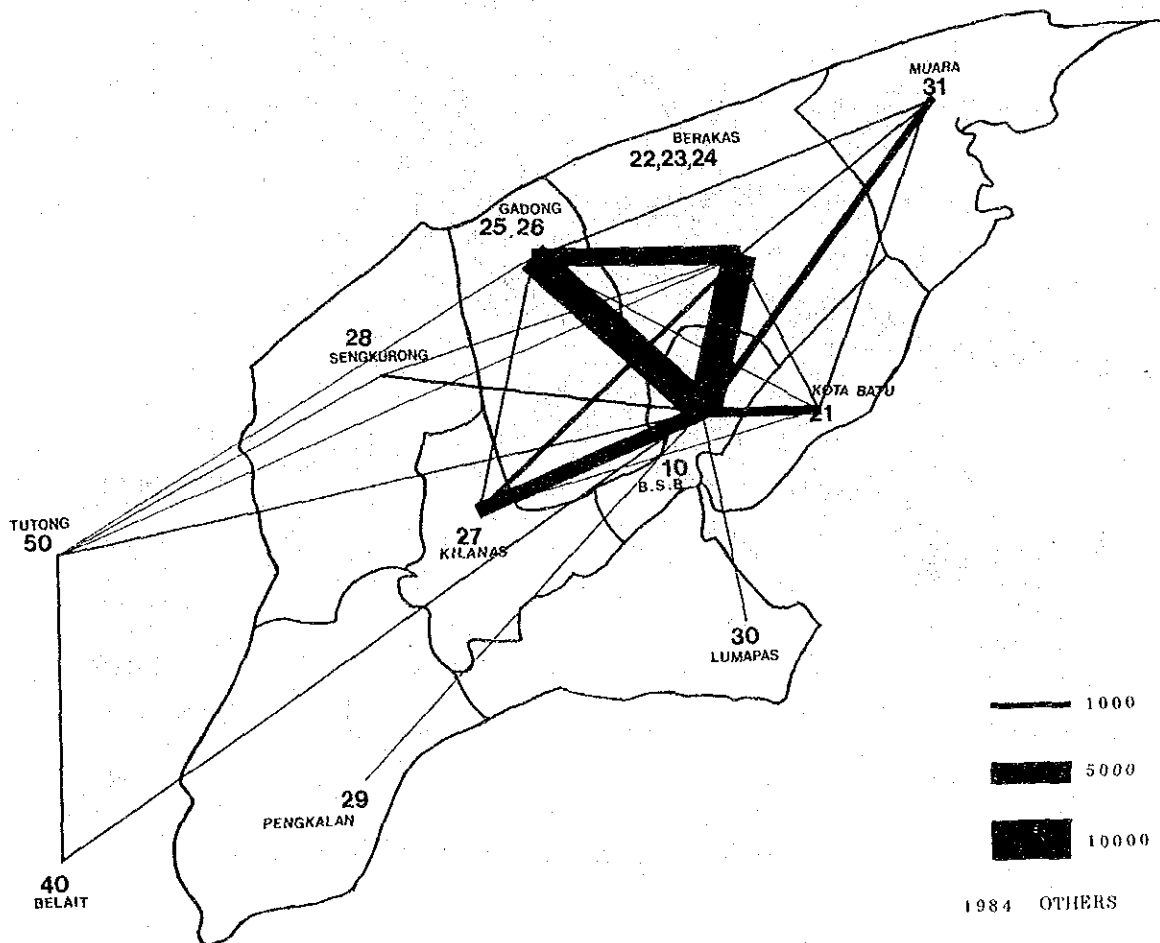 MUARA
31
BERAKAS
22,23,24
GADONG
25,26
28
SENGKURONG
KOTA BATU
21
10
B.S.B.
TUTONG
50
27
KILANAS
30
LUMAPAS
29
PENGKALAN
40
BELAIT
1000
5000
10000
1984 OTHERS